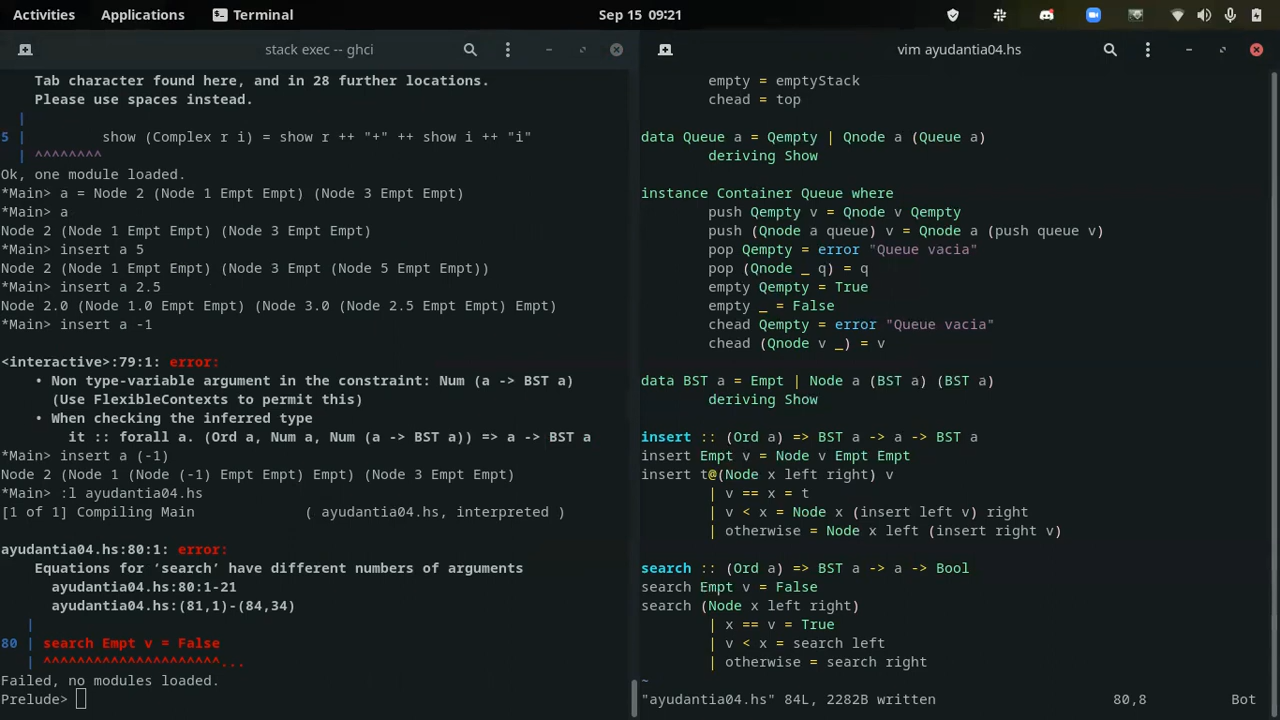 Activities Applications Terminal Sep 15 09:21
stack exec -- ghci
Tab character found here, and in 28 further locations.
Please use spaces instead.
|
5 | show (Complex r i) = show r ++ "+" ++ show i ++ "i"
| ^^^^^^^^
Ok, one module loaded.
*Main> a = Node 2 (Node 1 Empt Empt) (Node 3 Empt Empt)
*Main> a
Node 2 (Node 1 Empt Empt) (Node 3 Empt Empt)
*Main> insert a 5
Node 2 (Node 1 Empt Empt) (Node 3 Empt (Node 5 Empt Empt))
*Main> insert a 2.5
Node 2.0 (Node 1.0 Empt Empt) (Node 3.0 (Node 2.5 Empt Empt) Empt)
*Main> insert a -1
<interactive>:79:1: error:
• Non type-variable argument in the constraint: Num (a -> BST a)
(Use FlexibleContexts to permit this)
• When checking the inferred type
it :: forall a. (Ord a, Num a, Num (a -> BST a)) => a -> BST a
*Main> insert a (-1)
Node 2 (Node 1 (Node (-1) Empt Empt) Empt) (Node 3 Empt Empt)
*Main> :l ayudantia04.hs
[1 of 1] Compiling Main ( ayudantia04.hs, interpreted )
ayudantia04.hs:80:1: error:
Equations for ‘search’ have different numbers of arguments
ayudantia04.hs:80:1-21
ayudantia04.hs:(81,1)-(84,34)
|
80 | search Empt v = False
| ^^^^^^^^^^^^^^^^^^^^^...
Failed, no modules loaded.
Prelude>
vim ayudantia04.hs
empty = emptyStack
chead = top
data Queue a = Qempty | Qnode a (Queue a)
deriving Show
instance Container Queue where
push Qempty v = Qnode v Qempty
push (Qnode a queue) v = Qnode a (push queue v)
pop Qempty = error "Queue vacia"
pop (Qnode _ q) = q
empty Qempty = True
empty _ = False
chead Qempty = error "Queue vacia"
chead (Qnode v _) = v
data BST a = Empt | Node a (BST a) (BST a)
deriving Show
insert :: (Ord a) => BST a -> a -> BST a
insert Empt v = Node v Empt Empt
insert t@(Node x left right) v
| v == x = t
| v < x = Node x (insert left v) right
| otherwise = Node x left (insert right v)
search :: (Ord a) => BST a -> a -> Bool
search Empt v = False
search (Node x left right)
| x == v = True
| v < x = search left
| otherwise = search right
~
"ayudantia04.hs" 84L, 2282B written 80,8 Bot